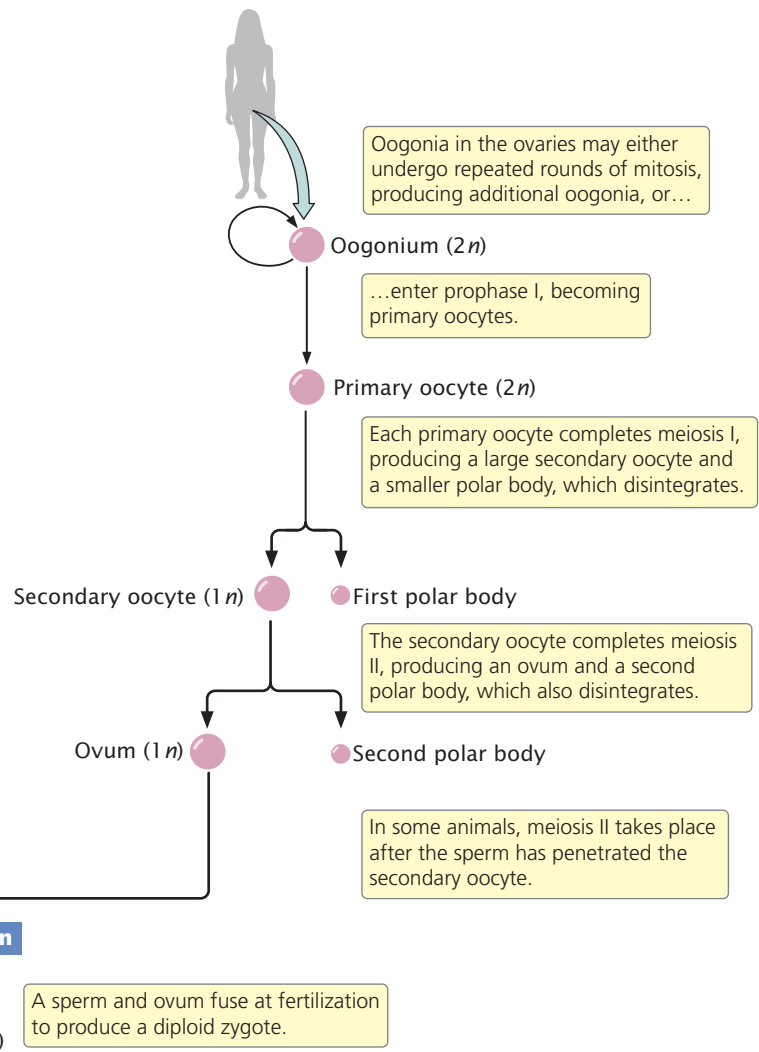 Oogonia in the ovaries may either
undergo repeated rounds of mitosis,
producing additional oogonia, or…
Oogonium (2n)
…enter prophase I, becoming
primary oocytes.
Primary oocyte (2n)
Each primary oocyte completes meiosis I,
producing a large secondary oocyte and
a smaller polar body, which disintegrates.
Secondary oocyte (1n)
First polar body
The secondary oocyte completes meiosis
II, producing an ovum and a second
polar body, which also disintegrates.
Ovum (1n)
Second polar body
In some animals, meiosis II takes place
after the sperm has penetrated the
secondary oocyte.
n
A sperm and ovum fuse at fertilization
to produce a diploid zygote.
)